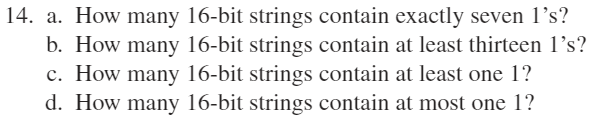 14. a. How many 16-bit strings contain exactly seven 1’s?
b. How many 16-bit strings contain at least thirteen 1’s?
c. How many 16-bit strings contain at least one 1?
d. How many 16-bit strings contain at most one 1?